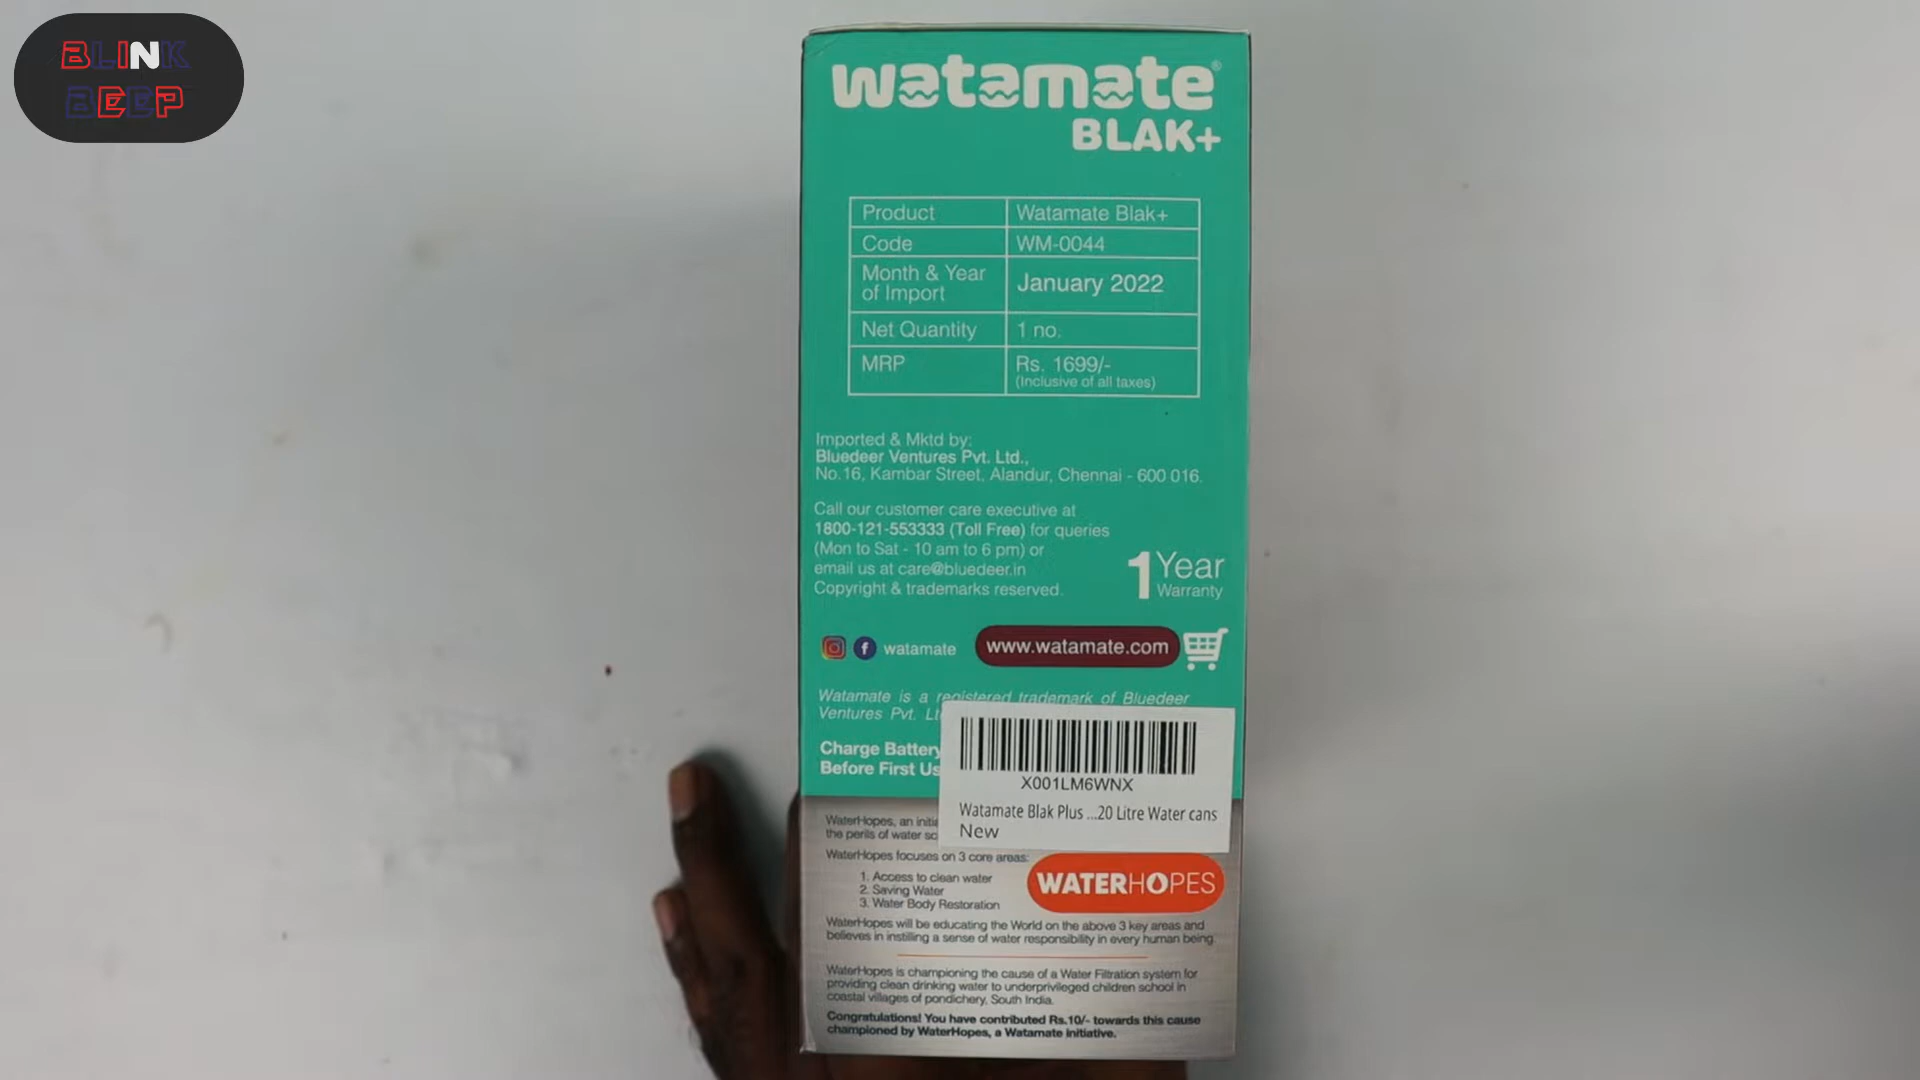 BLINK
BEEP
watamate®
BLAK+
Product Watamate Blak+
Code WM-0044
Month & Year
of Import
January 2022
Net Quantity 1 no.
MRP Rs. 1699/-
(Inclusive of all taxes)
Imported & Mktd by:
Bluedeer Ventures Pvt. Ltd.,
No.16, Kambar Street, Alandur, Chennai - 600 016.
Call our customer care executive at
1800-121-553333 (Toll Free) for queries
(Mon to Sat - 10 am to 6 pm) or
email us at care@bluedeer.in
Copyright & trademarks reserved.
1 Year
Warranty
f watamate
www.watamate.com
Watamate is a registered trademark of Bluedeer
Ventures Pvt.
Charge Battery
Before First
X001LM6WNX
Watamate Blak Plus ...20 Litre Water cans
New
WaterHopes, an
the perils of water
WaterHopes focuses on 3 core areas:
1. Access to clean water
2. Saving Water
3. Water Body Restoration
WATERHOPES
WaterHopes will be educating the World on the above 3 key areas and
believes in instilling a sense of water responsibility in every human being.
WaterHopes is championing the cause of a Water Filtration system for
providing clean drinking water to underprivileged children school in
coastal villages of pondichery, South India.
Congratulations! You have contributed Rs.10/- towards this cause
championed by WaterHopes, a Watamate initiative.